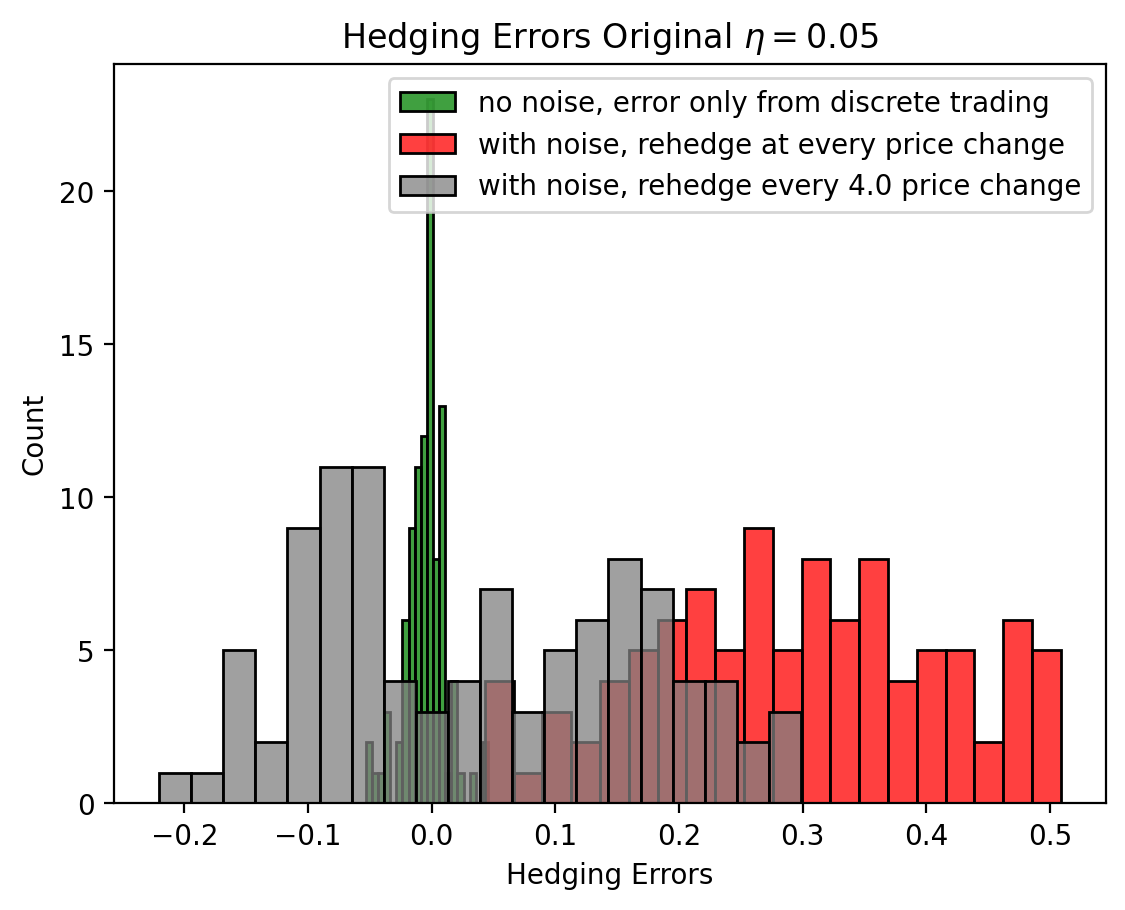 Hedging Errors Original η = 0.05
no noise, error only from discrete trading
with noise, rehedge at every price change
with noise, rehedge every 4.0 price change
Count
20
15
10
5
0
−0.2 −0.1 0.0 0.1 0.2 0.3 0.4 0.5
Hedging Errors